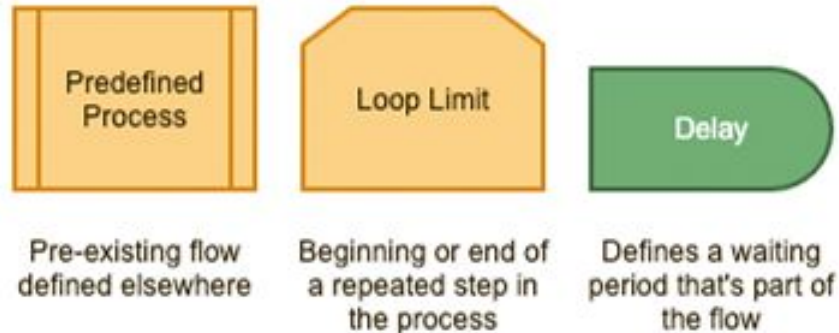 Predefined
Process
Loop Limit
Delay
Pre-existing flow
defined elsewhere
Beginning or end of
a repeated step in
the process
Defines a waiting
period that's part of
the flow